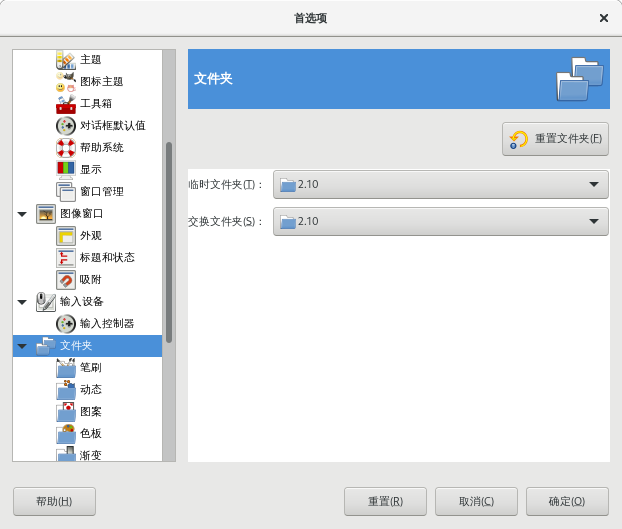 首选项
主题
图标主题
工具箱
对话框默认值
帮助系统
显示
窗口管理
图像窗口
外观
标题和状态
吸附
输入设备
输入控制器
文件夹
笔刷
动态
图案
色板
渐变
文件夹
重置文件夹(F)
临时文件夹(T)：
2.10
交换文件夹(S)：
2.10
帮助(H)
重置(R)
取消(C)
确定(O)